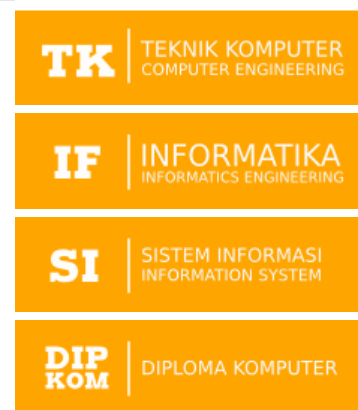 TK
TEKNIK KOMPUTER
COMPUTER ENGINEERING
IF
INFORMATIKA
INFORMATICS ENGINEERING
SI
SISTEM INFORMASI
INFORMATION SYSTEM
DIP
KOM
DIPLOMA KOMPUTER